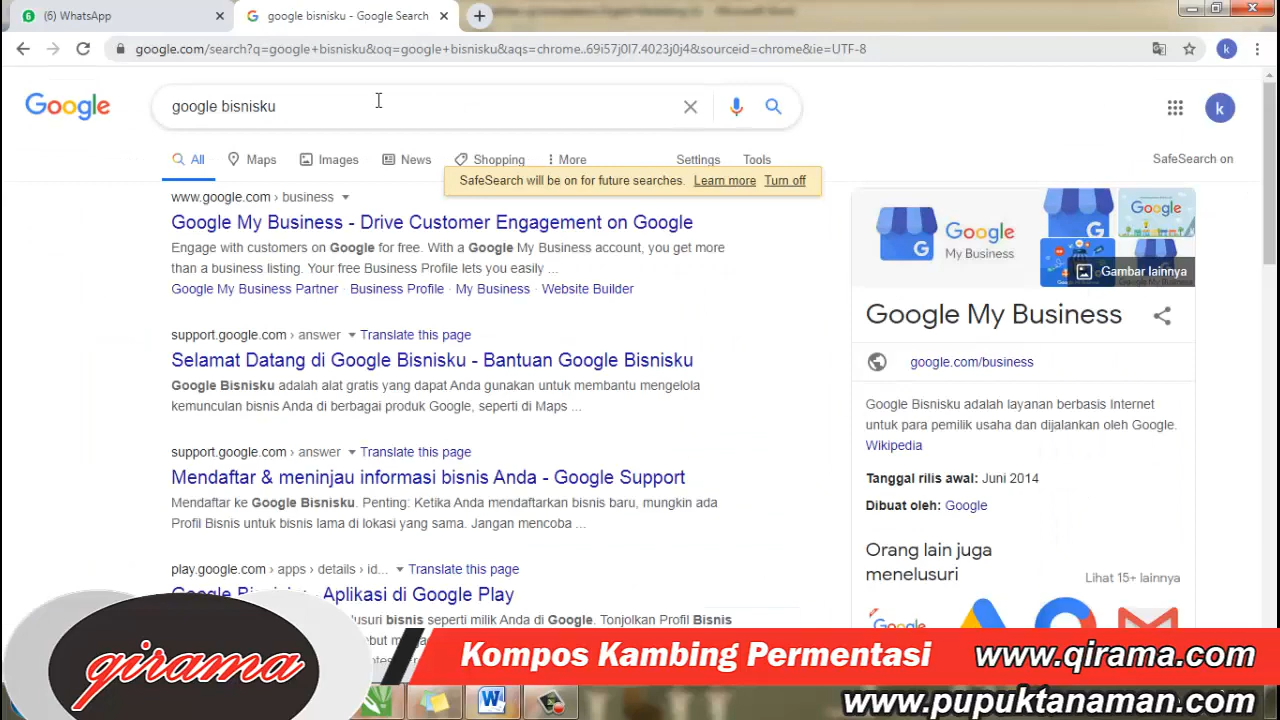 (6) WhatsApp
google bisnisku - Google Search
google.com/search?q=google+bisnisku&oq=google+bisnisku&aqs=chrome..69i57j0l7.4023j0j4&sourceid=chrome&ie=UTF-8
k
Google
google bisnisku
k
All
Maps
Images
News
Shopping
More
Settings
Tools
SafeSearch on
SafeSearch will be on for future searches. Learn more Turn off
www.google.com › business
Google My Business - Drive Customer Engagement on Google
Engage with customers on Google for free. With a Google My Business account, you get more
than a business listing. Your free Business Profile lets you easily ...
Google My Business Partner · Business Profile · My Business · Website Builder
support.google.com › answer Translate this page
Selamat Datang di Google Bisnisku - Bantuan Google Bisnisku
Google Bisnisku adalah alat gratis yang dapat Anda gunakan untuk membantu mengelola
kemunculan bisnis Anda di berbagai produk Google, seperti di Maps ...
support.google.com › answer Translate this page
Mendaftar & meninjau informasi bisnis Anda - Google Support
Mendaftar ke Google Bisnisku. Penting: Ketika Anda mendaftarkan bisnis baru, mungkin ada
Profil Bisnis untuk bisnis lama di lokasi yang sama. Jangan mencoba ...
play.google.com › apps › details › id... Translate this page
Aplikasi di Google Play
bisnis seperti milik Anda di Google. Tonjolkan Profil Bisnis
Google
My Business
G
Google
Gambar lainnya
Google My Business
google.com/business
Google Bisnisku adalah layanan berbasis Internet
untuk para pemilik usaha dan dijalankan oleh Google.
Wikipedia
Tanggal rilis awal: Juni 2014
Dibuat oleh: Google
Orang lain juga
menelusuri
Lihat 15+ lainnya
qirama
Kompos Kambing Permentasi
www.qirama.com
www.pupuktanaman.com